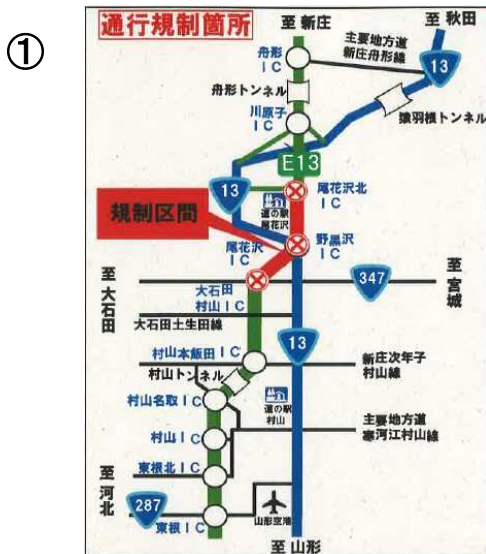 ①
通行規制箇所
至 新庄
至 秋田
舟形
IC
主要地方道
新庄舟形線
13
舟形トンネル
川原子
IC
猿羽根トンネル
E13
13
尾花沢北
IC
道の駅
尾花沢
規制区間
尾花沢
IC
野黒沢
IC
至 大石田
347
至 宮城
大石田
村山IC
大石田土生田線
13
村山本飯田IC
新庄次年子
村山線
村山トンネル
村山名取IC
道の駅
村山
村山IC
主要地方道
寒河江村山線
東根北IC
至 河北
287
東根IC
山形空港
至 山形